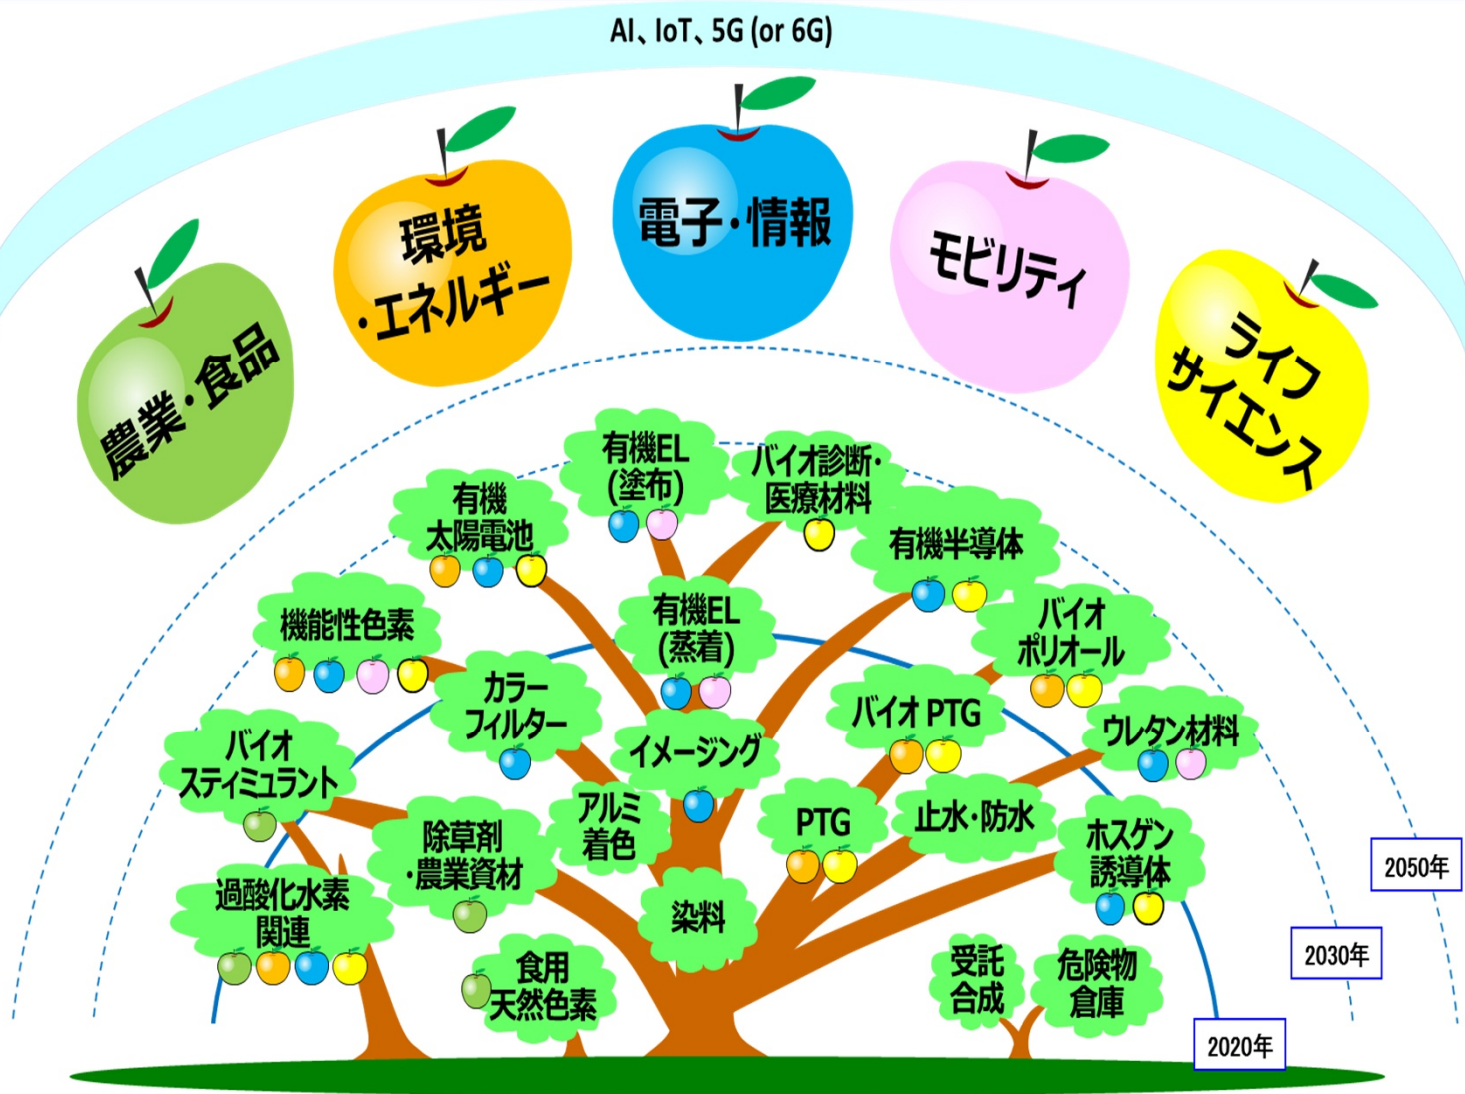 AI、IoT、5G (or 6G)
農業・食品
環境
・エネルギー
電子・情報
モビリティ
ライフ
サイエンス
有機EL
(塗布)
バイオ診断・
医療材料
有機
太陽電池
有機半導体
機能性色素
有機EL
(蒸着)
バイオ
ポリオール
カラー
フィルター
イメージング
バイオ PTG
ウレタン材料
バイオ
スティミュラント
除草剤
・農業資材
アルミ
着色
PTG
止水・防水
ホスゲン
誘導体
過酸化水素
関連
染料
食用
天然色素
受託
合成
危険物
倉庫
2050年
2030年
2020年